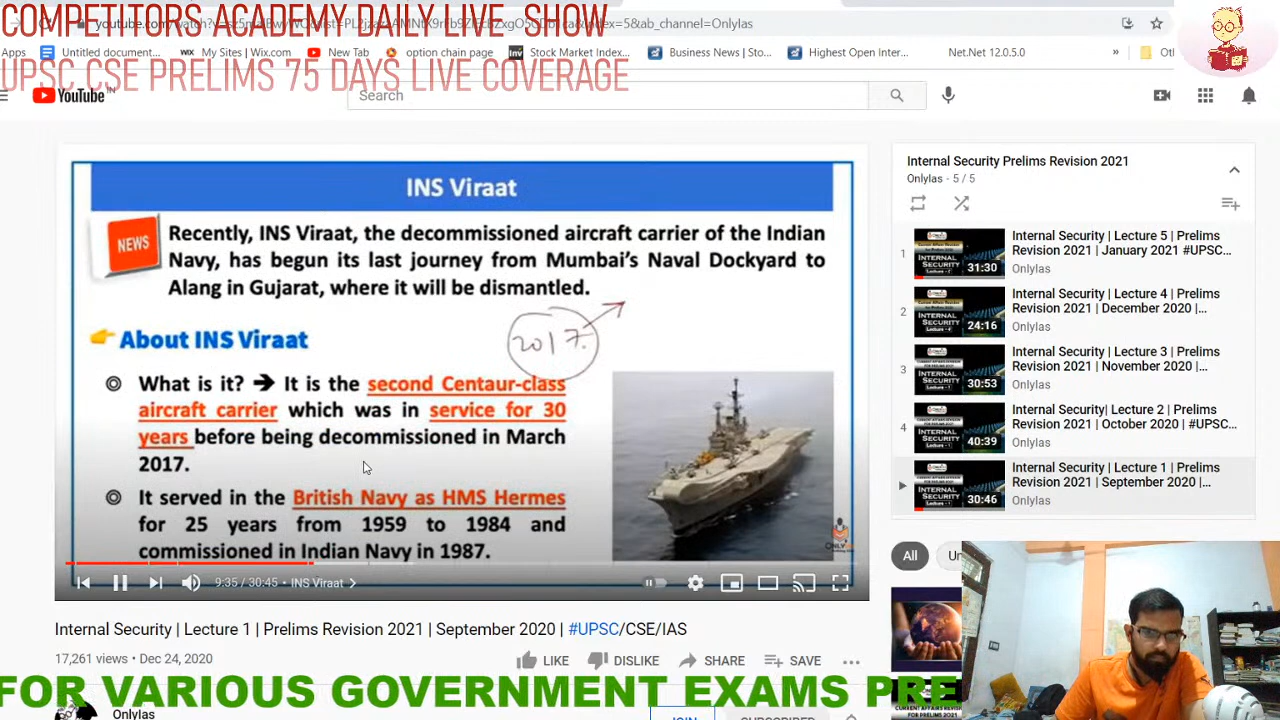 COMPETITORS ACADEMY DAILY LIVE-SHOW
UPSC CSE PRELIMS 75 DAYS LIVE COVERAGE
Apps Untitled document... My Sites | Wix.com New Tab option chain page Stock Market Index... Business News | Bo... Highest Open Inter... Net.Net 12.0.5.0 »
YouTube IN
Search
INS Viraat
NEWS
Recently, INS Viraat, the decommissioned aircraft carrier of the Indian
Navy, has begun its last journey from Mumbai's Naval Dockyard to
Alang in Gujarat, where it will be dismantled.
2017.
About INS Viraat
What is it? ➔ It is the second Centaur-class
aircraft carrier which was in service for 30
years before being decommissioned in March
2017.
It served in the British Navy as HMS Hermes
for 25 years from 1959 to 1984 and
commissioned in Indian Navy in 1987.
9:35 / 30:45 • INS Viraat
Internal Security | Lecture 1 | Prelims Revision 2021 | September 2020 | #UPSC/CSE/IAS
17,261 views • Dec 24, 2020
LIKE DISLIKE SHARE SAVE ...
FOR VARIOUS GOVERNMENT EXAMS PRE
Onlylas
JOIN SUBSCRIBED
Internal Security Prelims Revision 2021
Onlylas - 5 / 5
1
31:30
Internal Security | Lecture 5 | Prelims
Revision 2021 | January 2021 #UPSC...
Onlylas
2
24:16
Internal Security | Lecture 4 | Prelims
Revision 2021 | December 2020 |...
Onlylas
3
30:53
Internal Security | Lecture 3 | Prelims
Revision 2021 | November 2020 |...
Onlylas
4
40:39
Internal Security| Lecture 2 | Prelims
Revision 2021 | October 2020 | #UPSC...
Onlylas
30:46
Internal Security | Lecture 1 | Prelims
Revision 2021 | September 2020 |...
Onlylas
All
FOR PRELIMS 2021